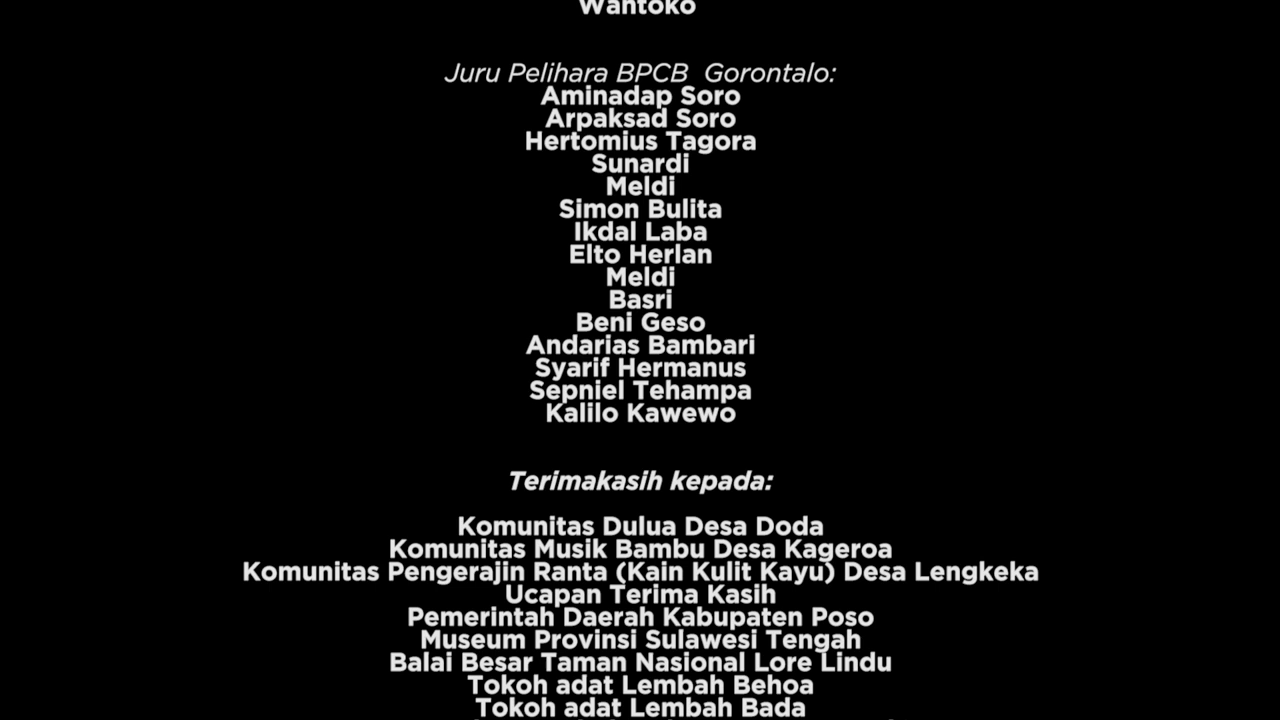 Wantoko
Juru Pelihara BPCB Gorontalo:
Aminadap Soro
Arpaksad Soro
Hertomius Tagora
Sunardi
Meldi
Simon Bulita
Ikdal Laba
Elto Herlan
Meldi
Basri
Beni Geso
Andarias Bambari
Syarif Hermanus
Sepniel Tehampa
Kalilo Kawewo
Terimakasih kepada:
Komunitas Dulua Desa Doda
Komunitas Musik Bambu Desa Kageroa
Komunitas Pengerajin Ranta (Kain Kulit Kayu) Desa Lengkeka
Ucapan Terima Kasih
Pemerintah Daerah Kabupaten Poso
Museum Provinsi Sulawesi Tengah
Balai Besar Taman Nasional Lore Lindu
Tokoh adat Lembah Behoa
Tokoh adat Lembah Bada